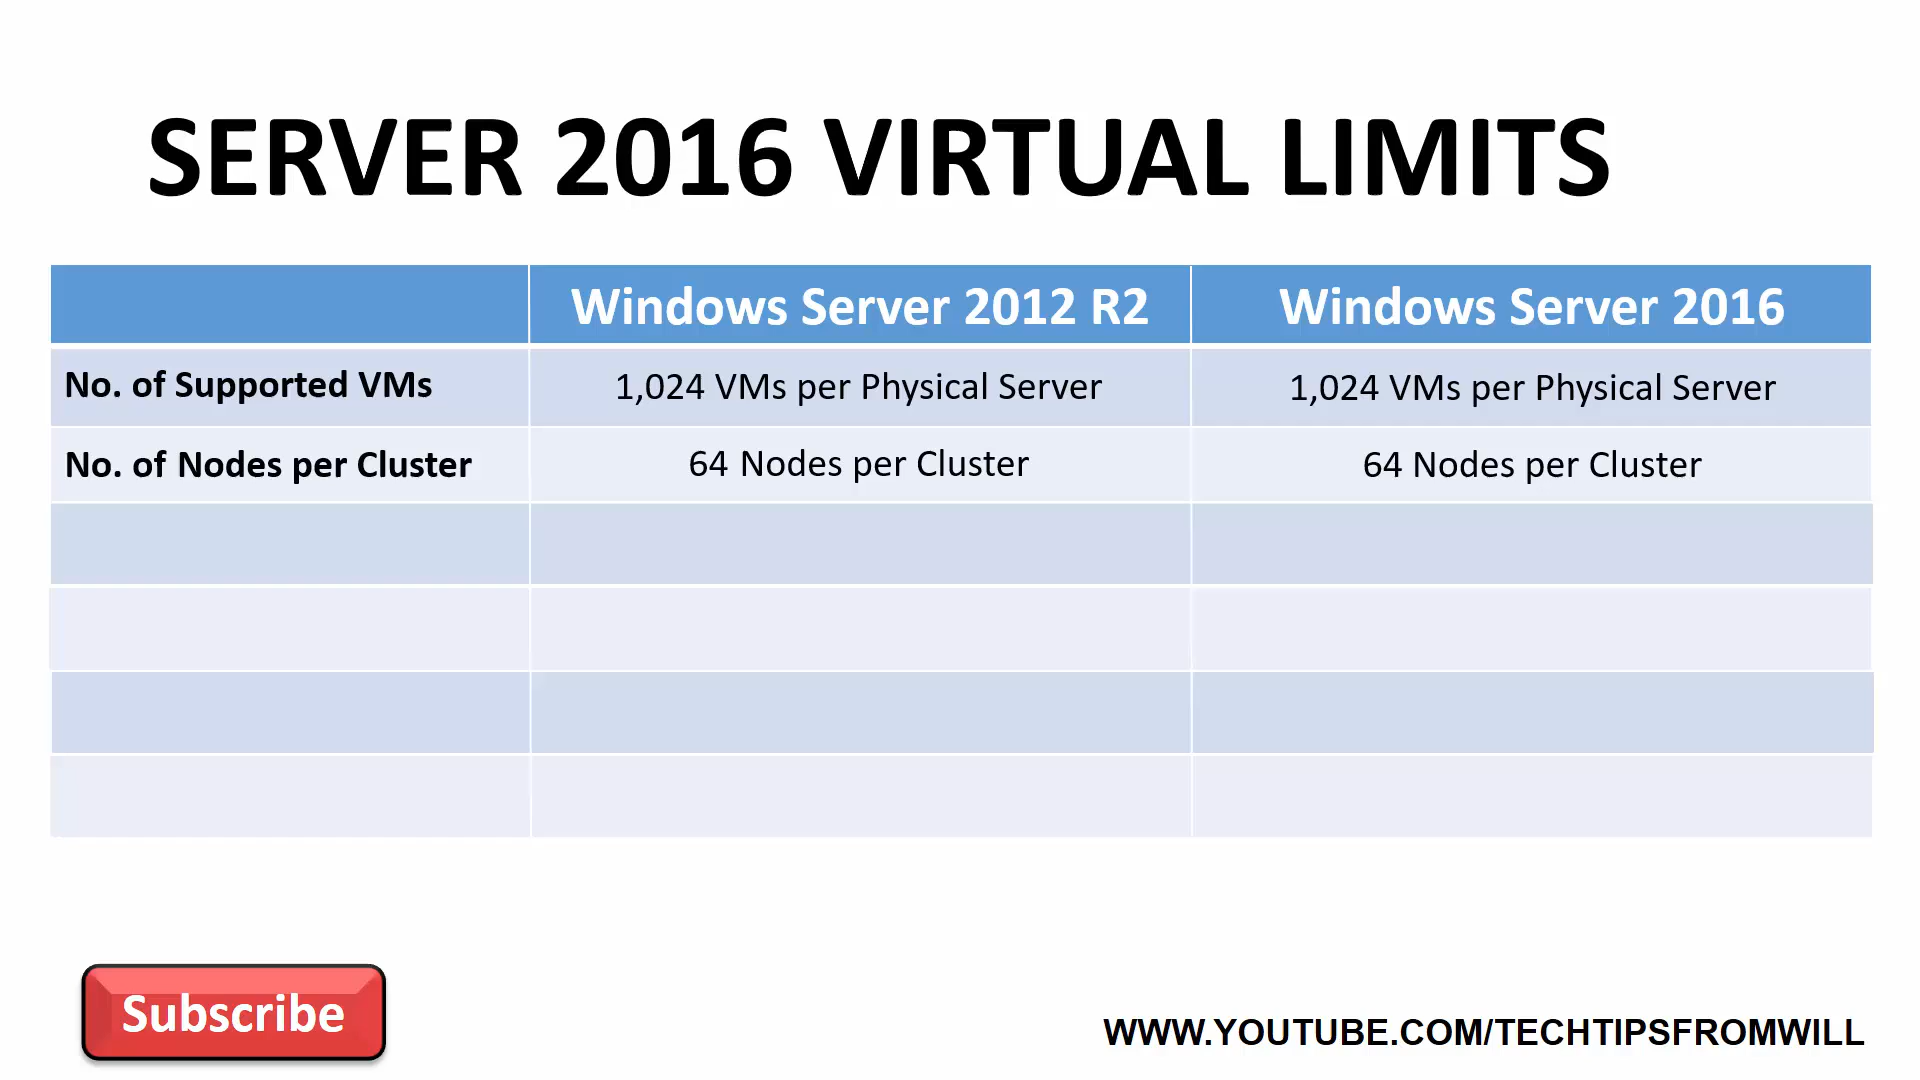 SERVER 2016 VIRTUAL LIMITS
Windows Server 2012 R2 Windows Server 2016
No. of Supported VMs 1,024 VMs per Physical Server 1,024 VMs per Physical Server
No. of Nodes per Cluster 64 Nodes per Cluster 64 Nodes per Cluster
Subscribe
WWW.YOUTUBE.COM/TECHTIPSFROMWILL